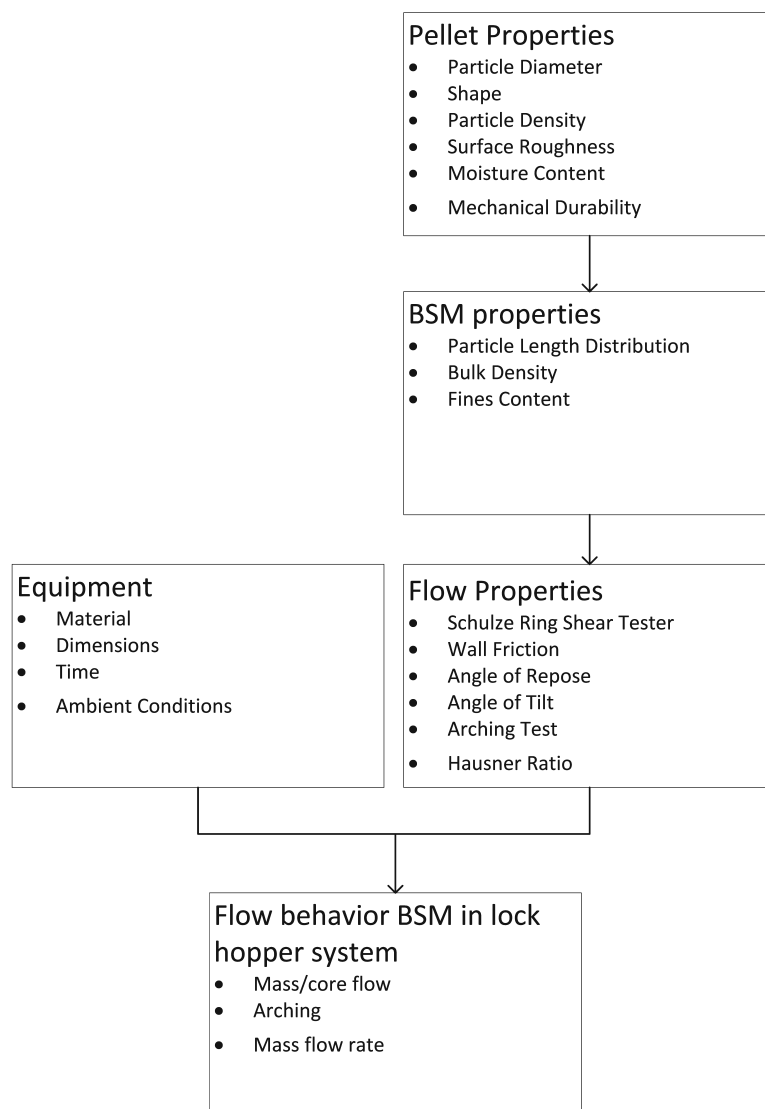 Pellet Properties
• Particle Diameter
• Shape
• Particle Density
• Surface Roughness
• Moisture Content
• Mechanical Durability
BSM properties
• Particle Length Distribution
• Bulk Density
• Fines Content
Equipment
• Material
• Dimensions
• Time
• Ambient Conditions
Flow Properties
• Schulze Ring Shear Tester
• Wall Friction
• Angle of Repose
• Angle of Tilt
• Arching Test
• Hausner Ratio
Flow behavior BSM in lock
hopper system
• Mass/core flow
• Arching
• Mass flow rate